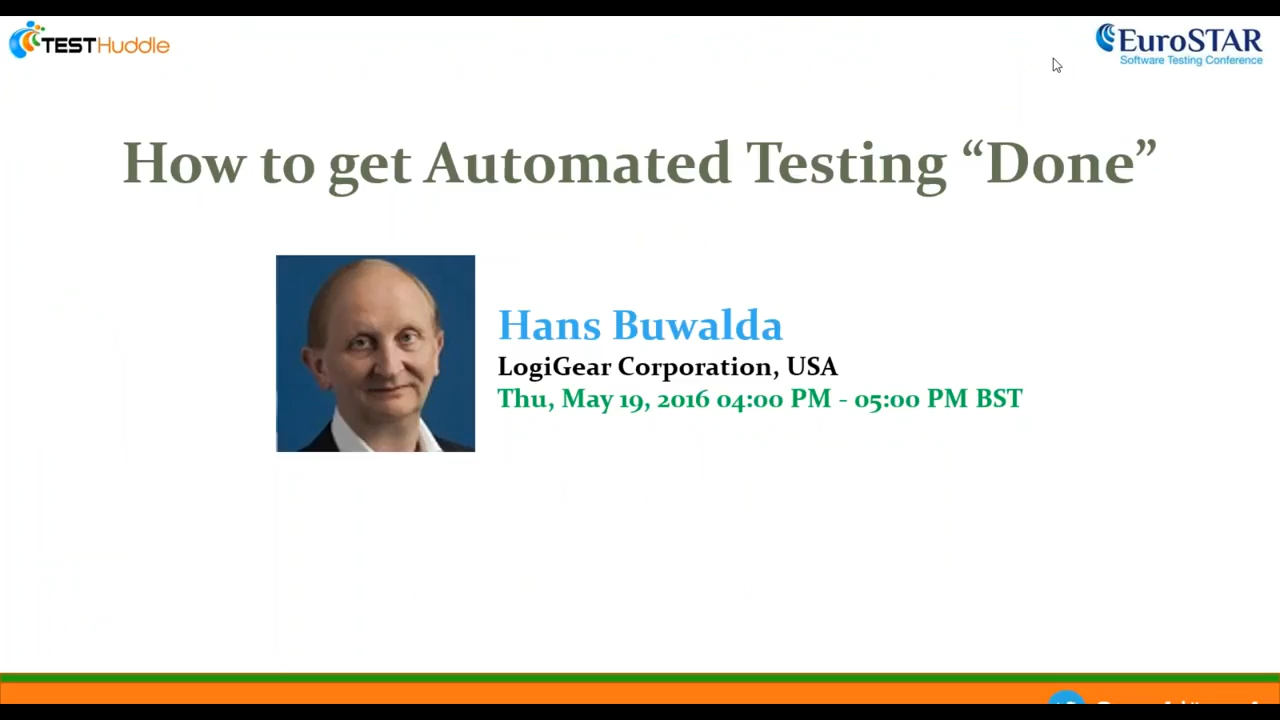 TESTHuddle
EuroSTAR
Software Testing Conference
How to get Automated Testing “Done”
Hans Buwalda
LogiGear Corporation, USA
Thu, May 19, 2016 04:00 PM - 05:00 PM BST